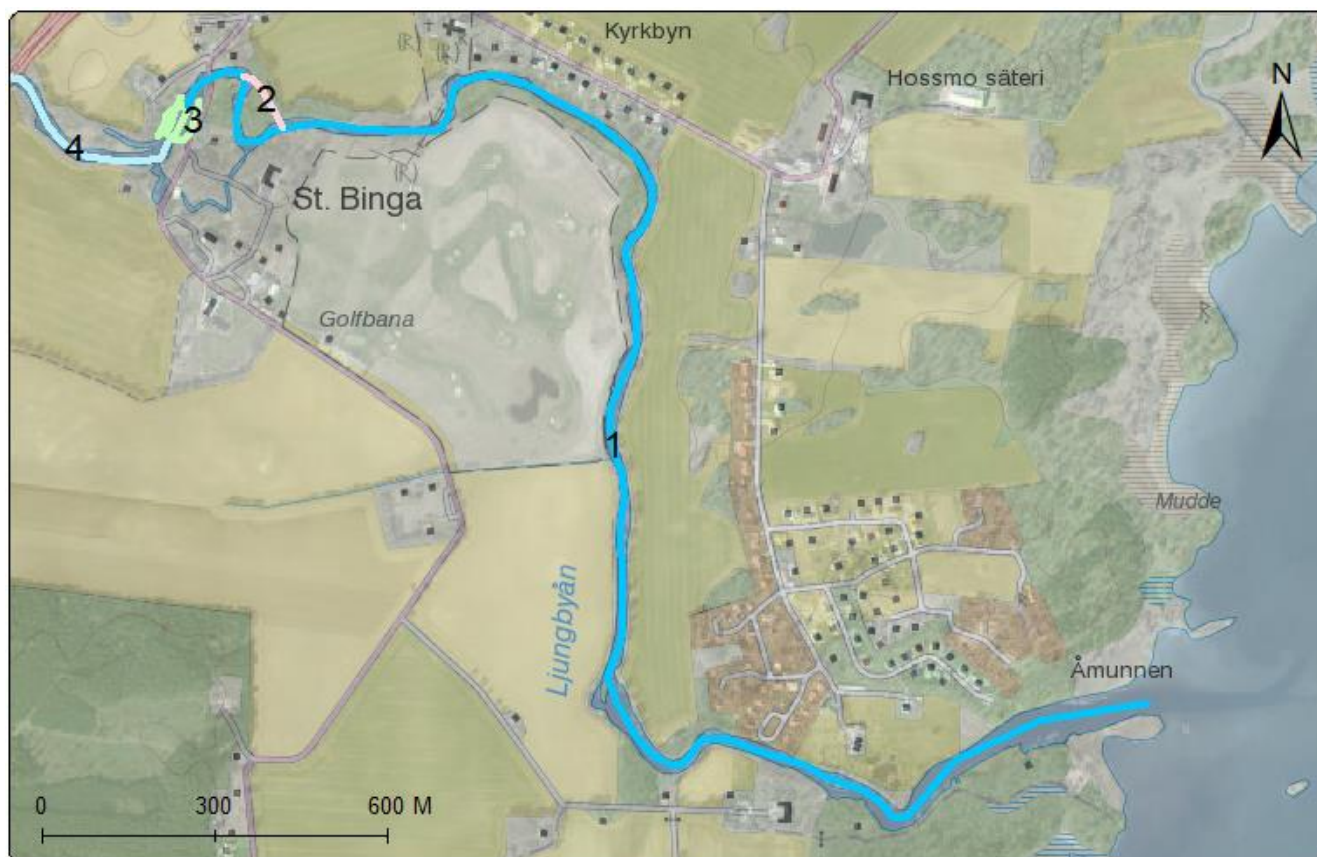 Kyrkbyn
Hossmo säteri
N
2
3
4
St. Binga
Golfbana
1
Mudde
Ljungbyån
Åmunnen
0 300 600 M